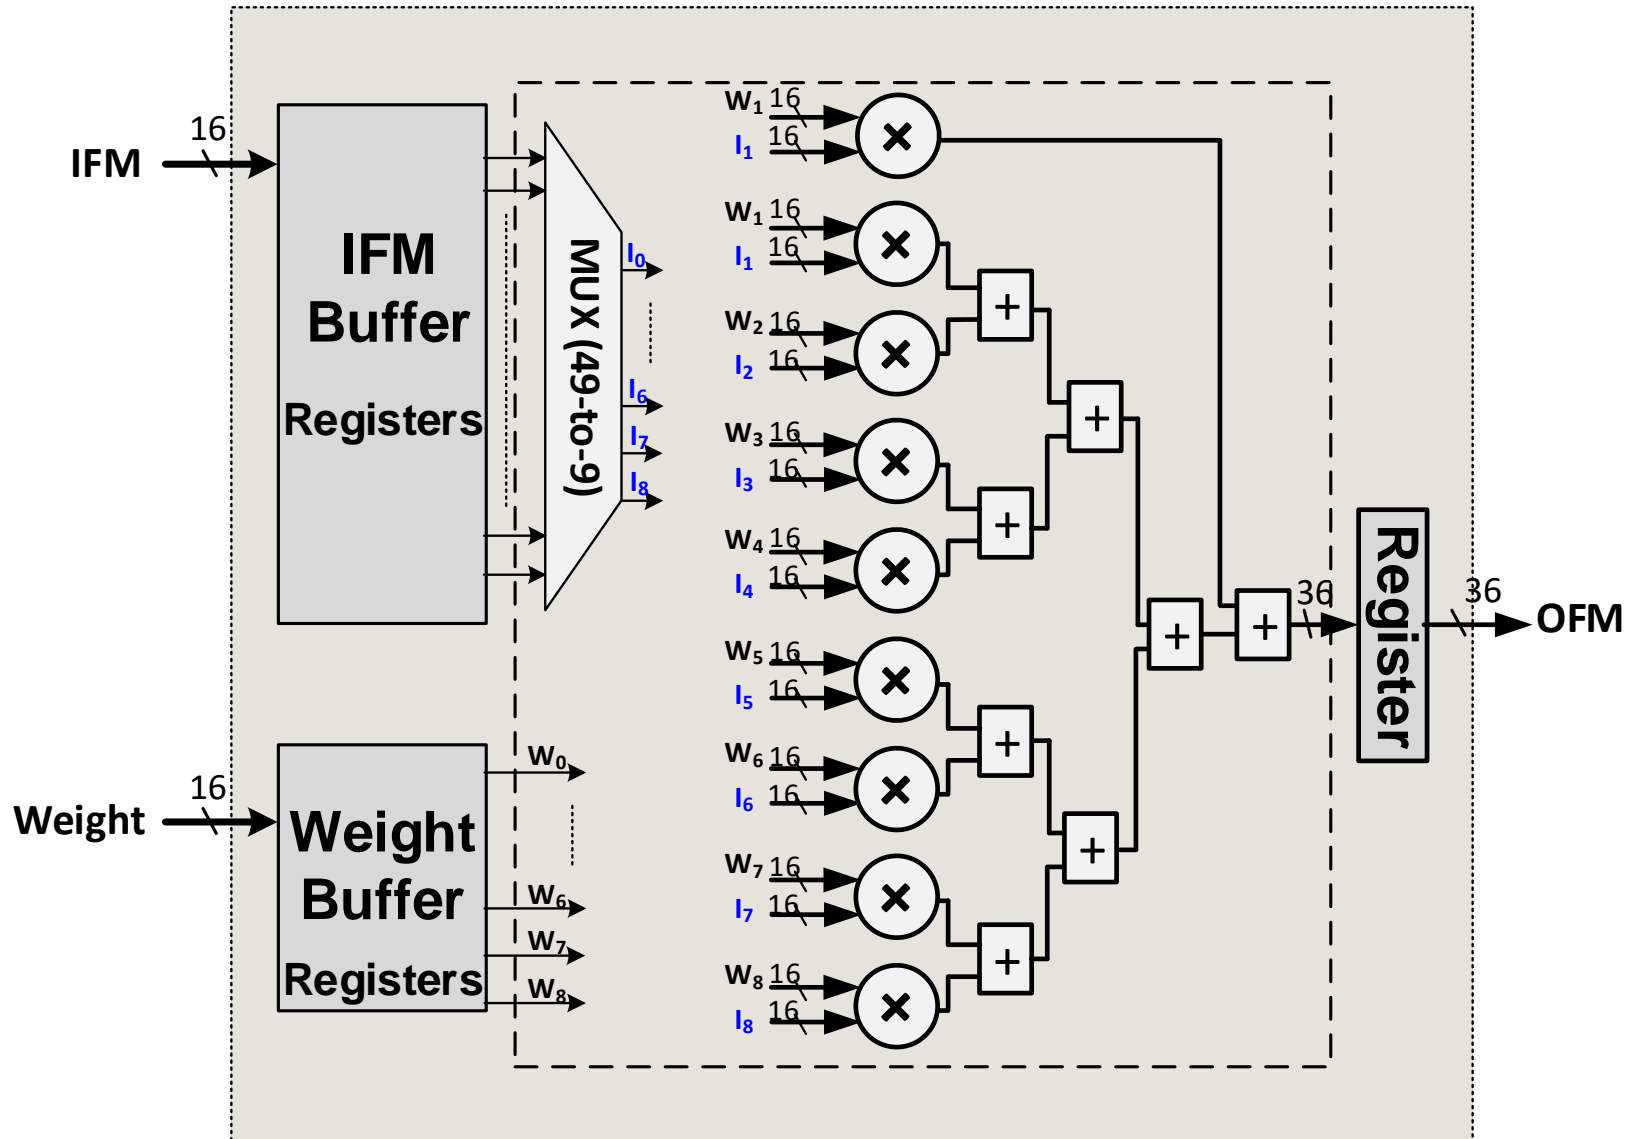 IFM
16
IFM
Buffer
Registers
MUX (49-to-9)
I0
I6
I7
I8
Weight
16
Weight
Buffer
Registers
W0
W6
W7
W8
W1 16
I1 16
W1 16
I1 16
W2 16
I2 16
W3 16
I3 16
W4 16
I4 16
W5 16
I5 16
W6 16
I6 16
W7 16
I7 16
W8 16
I8 16
+
+
+
+
+
+
+
+
36
Register
36
OFM